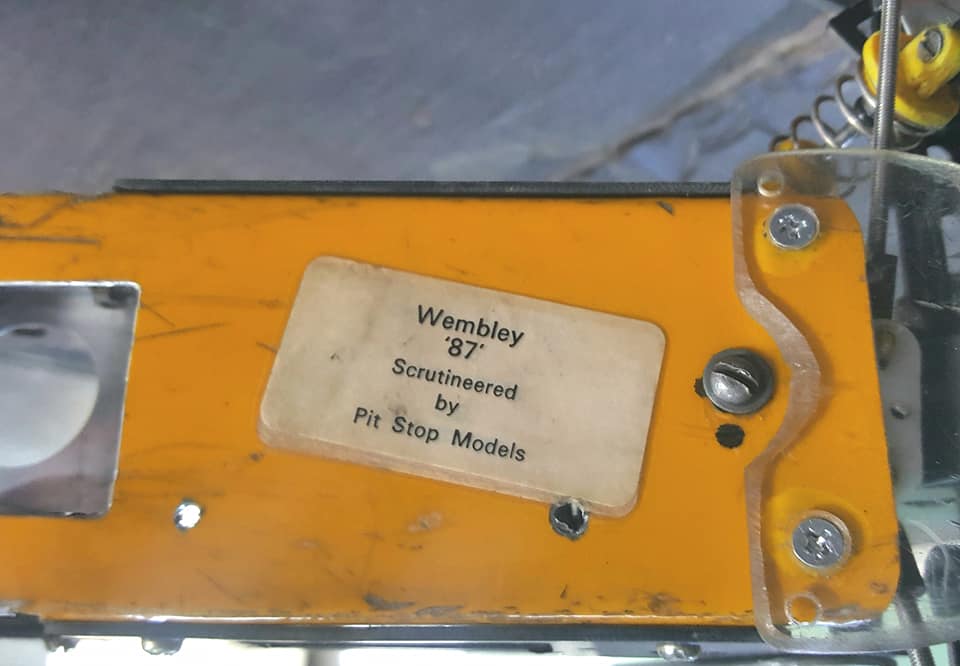 Wembley
'87'
Scrutineered
by
Pit Stop Models